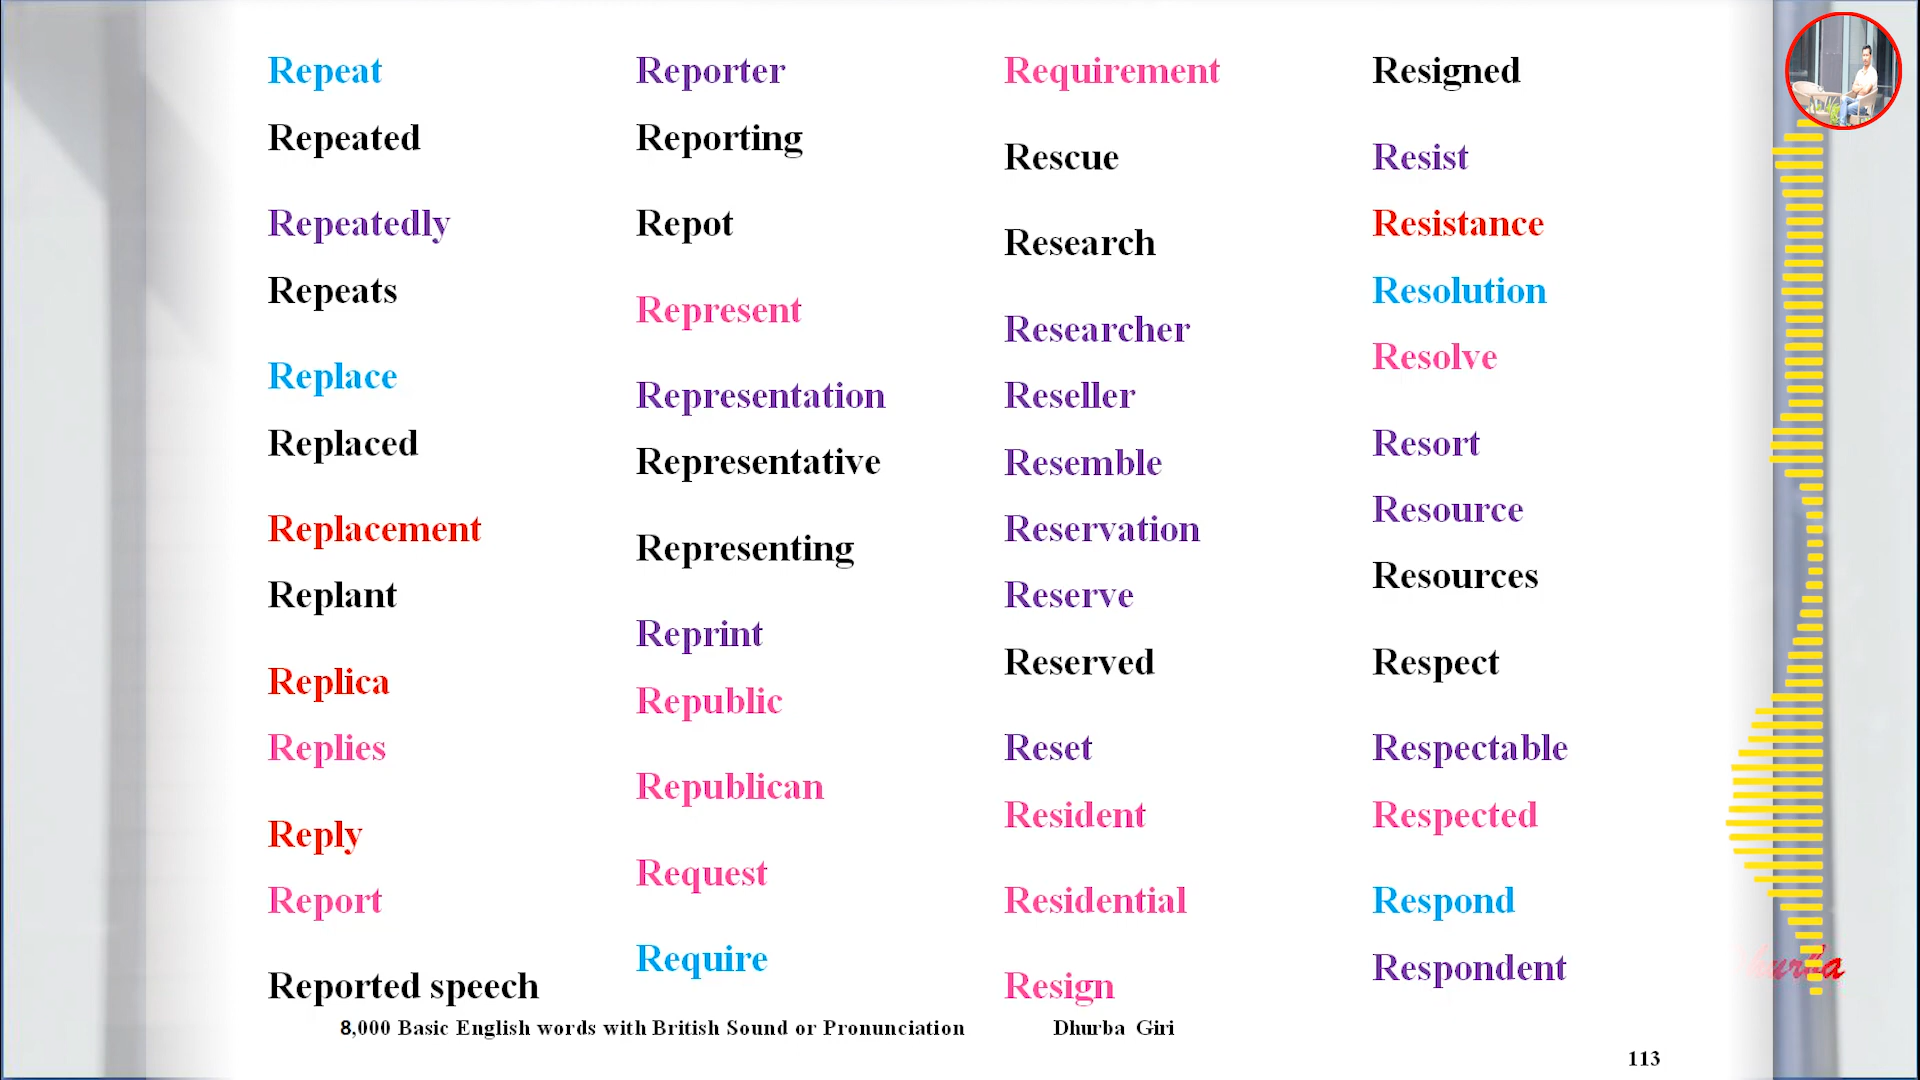 Repeat
Repeated
Repeatedly
Repeats
Replace
Replaced
Replacement
Replant
Replica
Replies
Reply
Report
Reported speech
Reporter
Reporting
Repot
Represent
Representation
Representative
Representing
Reprint
Republic
Republican
Request
Require
Requirement
Rescue
Research
Researcher
Reseller
Resemble
Reservation
Reserve
Reserved
Reset
Resident
Residential
Resign
Resigned
Resist
Resistance
Resolution
Resolve
Resort
Resource
Resources
Respect
Respectable
Respected
Respond
Respondent
8,000 Basic English words with British Sound or Pronunciation Dhurba Giri
113